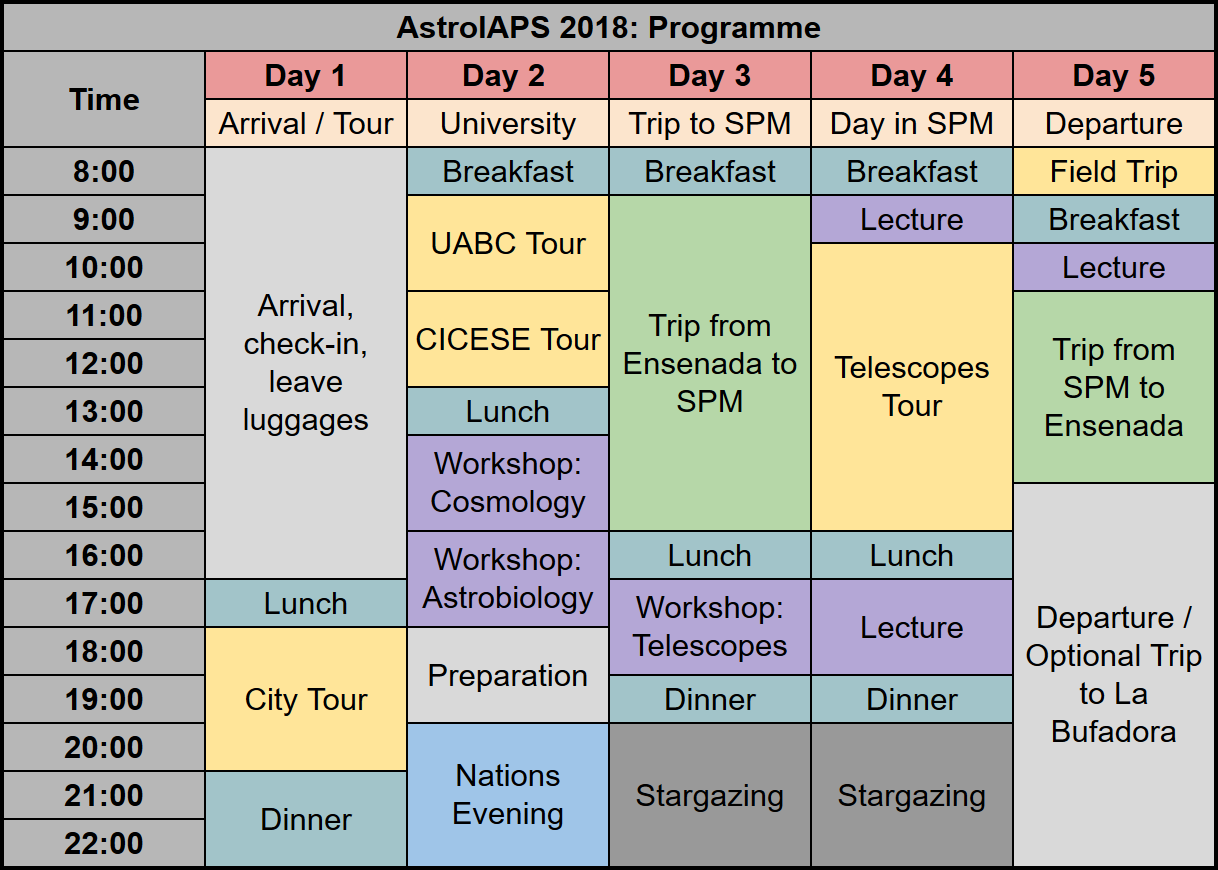 AstroIAPS 2018: Programme
Time
Day 1
Day 2
Day 3
Day 4
Day 5
Arrival / Tour
University
Trip to SPM
Day in SPM
Departure
8:00
Breakfast
Breakfast
Breakfast
Field Trip
9:00
Lecture
Breakfast
UABC Tour
10:00
Lecture
Arrival,
check-in,
leave
luggages
11:00
CICESE Tour
Trip from
Ensenada to
SPM
Telescopes
Tour
Trip from
SPM to
Ensenada
12:00
13:00
Lunch
14:00
Workshop:
Cosmology
15:00
16:00
Workshop:
Astrobiology
Lunch
Lunch
17:00
Lunch
Workshop:
Telescopes
Lecture
Departure /
Optional Trip
to La
Bufadora
18:00
City Tour
Preparation
19:00
Dinner
Dinner
20:00
Nations
Evening
Stargazing
Stargazing
21:00
Dinner
22:00